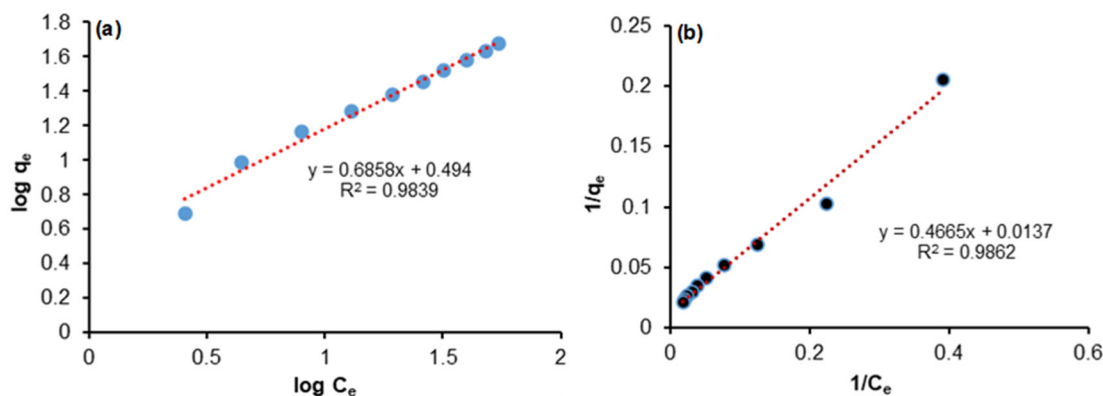 (a)
1.8
1.6
1.4
1.2
1
0.8
0.6
0.4
0.2
0
log qₑ
y = 0.6858x + 0.494
R² = 0.9839
0 0.5 1 1.5 2
log Cₑ
(b)
0.25
0.2
0.15
0.1
0.05
0
1/qₑ
y = 0.4665x + 0.0137
R² = 0.9862
0 0.2 0.4 0.6
1/Cₑ